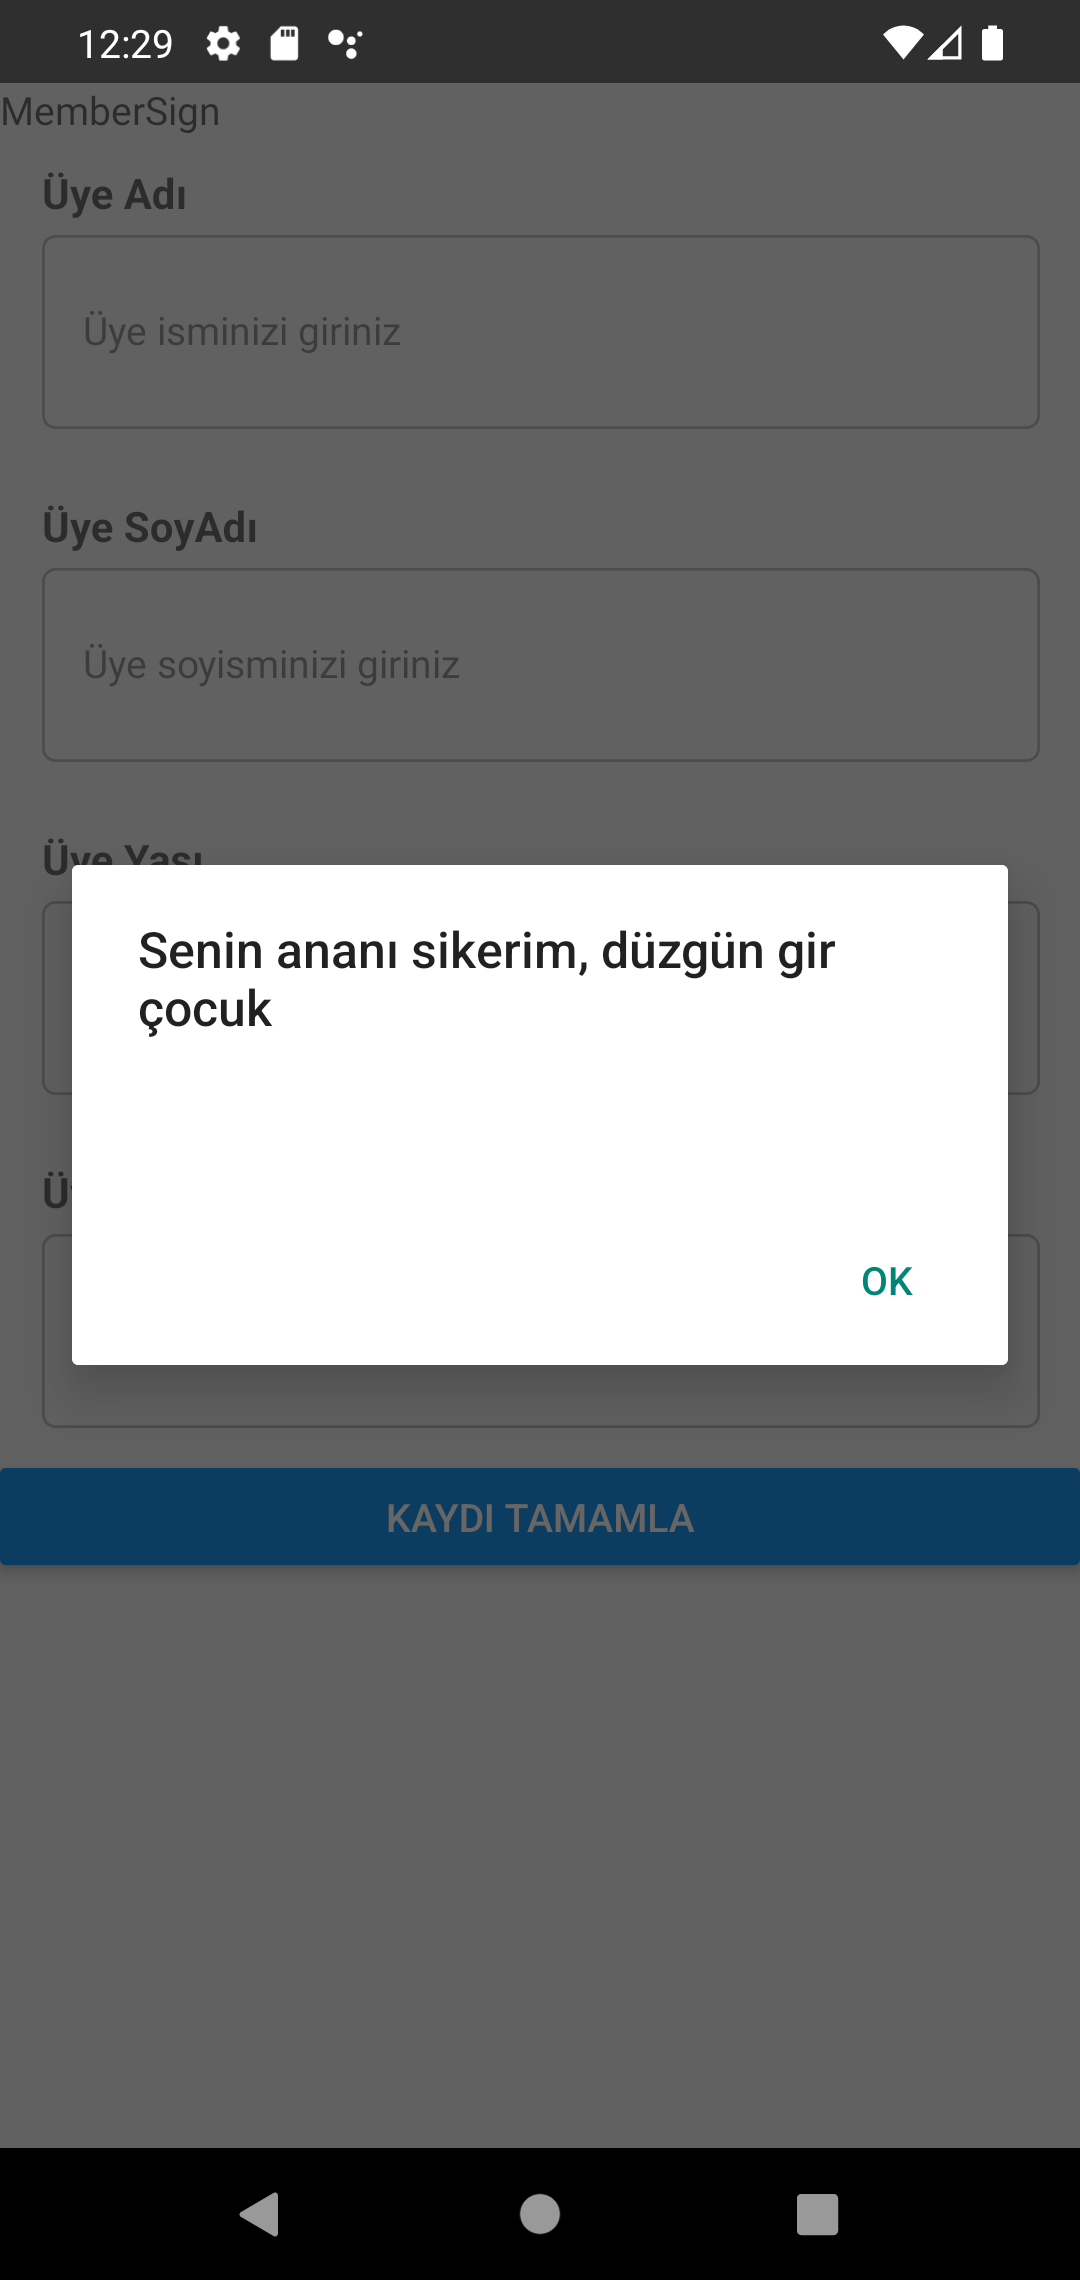 12:29
MemberSign
Üye Adı
Üye isminizi giriniz
Üye SoyAdı
Üye soyisminizi giriniz
Üye Yaşı
Senin ananı sikerim, düzgün gir
çocuk
OK
KAYDI TAMAMLA